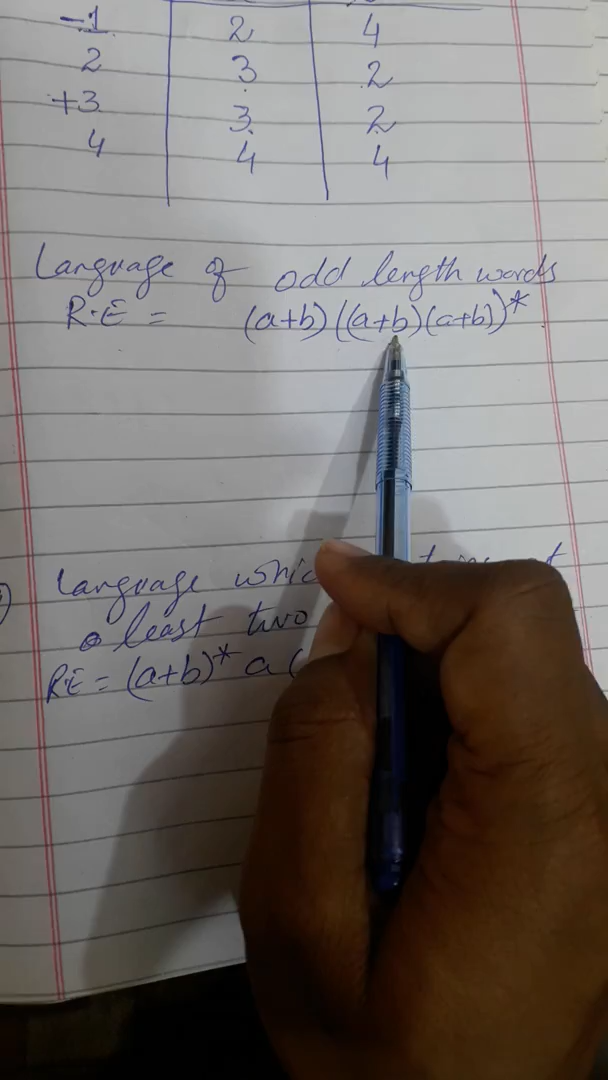 -1 2 4
2 3 2
+3 3 2
4 4 4
Language of odd length words
R.E = (a+b)((a+b)(a+b))*
Language
a least two
RE = (a+b)* a (